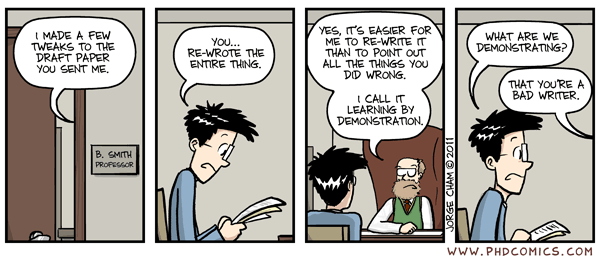 I MADE A FEW
TWEAKS TO THE
DRAFT PAPER
YOU SENT ME.
B. SMITH
PROFESSOR
YOU...
RE-WROTE THE
ENTIRE THING.
YES, IT'S EASIER FOR
ME TO RE-WRITE IT
THAN TO POINT OUT
ALL THE THINGS YOU
DID WRONG.
I CALL IT
LEARNING BY
DEMONSTRATION.
JORGE CHAM © 2011
WHAT ARE WE
DEMONSTRATING?
THAT YOU'RE A
BAD WRITER.
WWW.PHDCOMICS.COM